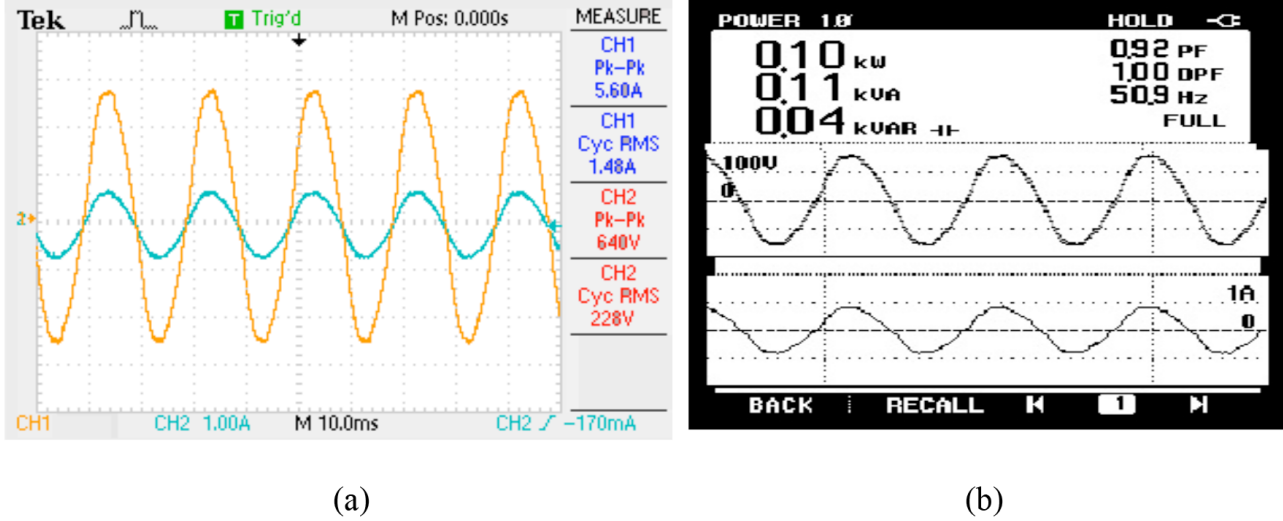 Tek
T Trig'd
M Pos: 0.000s
MEASURE
CH1
Pk-Pk
5.60A
CH1
Cyc RMS
1.48A
CH2
Pk-Pk
640V
CH2
Cyc RMS
228V
2
CH1
CH2 1.00A
M 10.0ms
CH2 -170mA
(a)
POWER 1.0Ø
HOLD
0.10 kW
0.11 kVA
0.04 kVAR
0.92 PF
1.00 DPF
50.9 Hz
FULL
100V
0
1A
0
BACK
RECALL
1
(b)